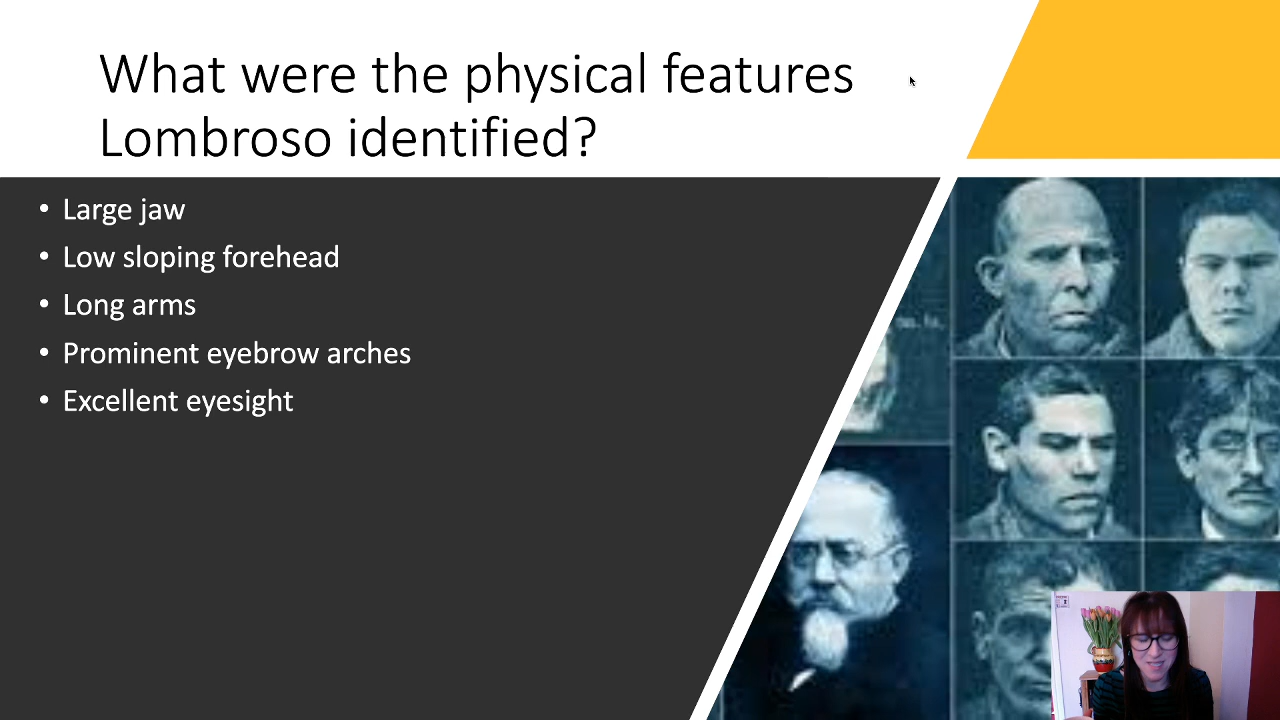 What were the physical features
Lombroso identified?
• Large jaw
• Low sloping forehead
• Long arms
• Prominent eyebrow arches
• Excellent eyesight